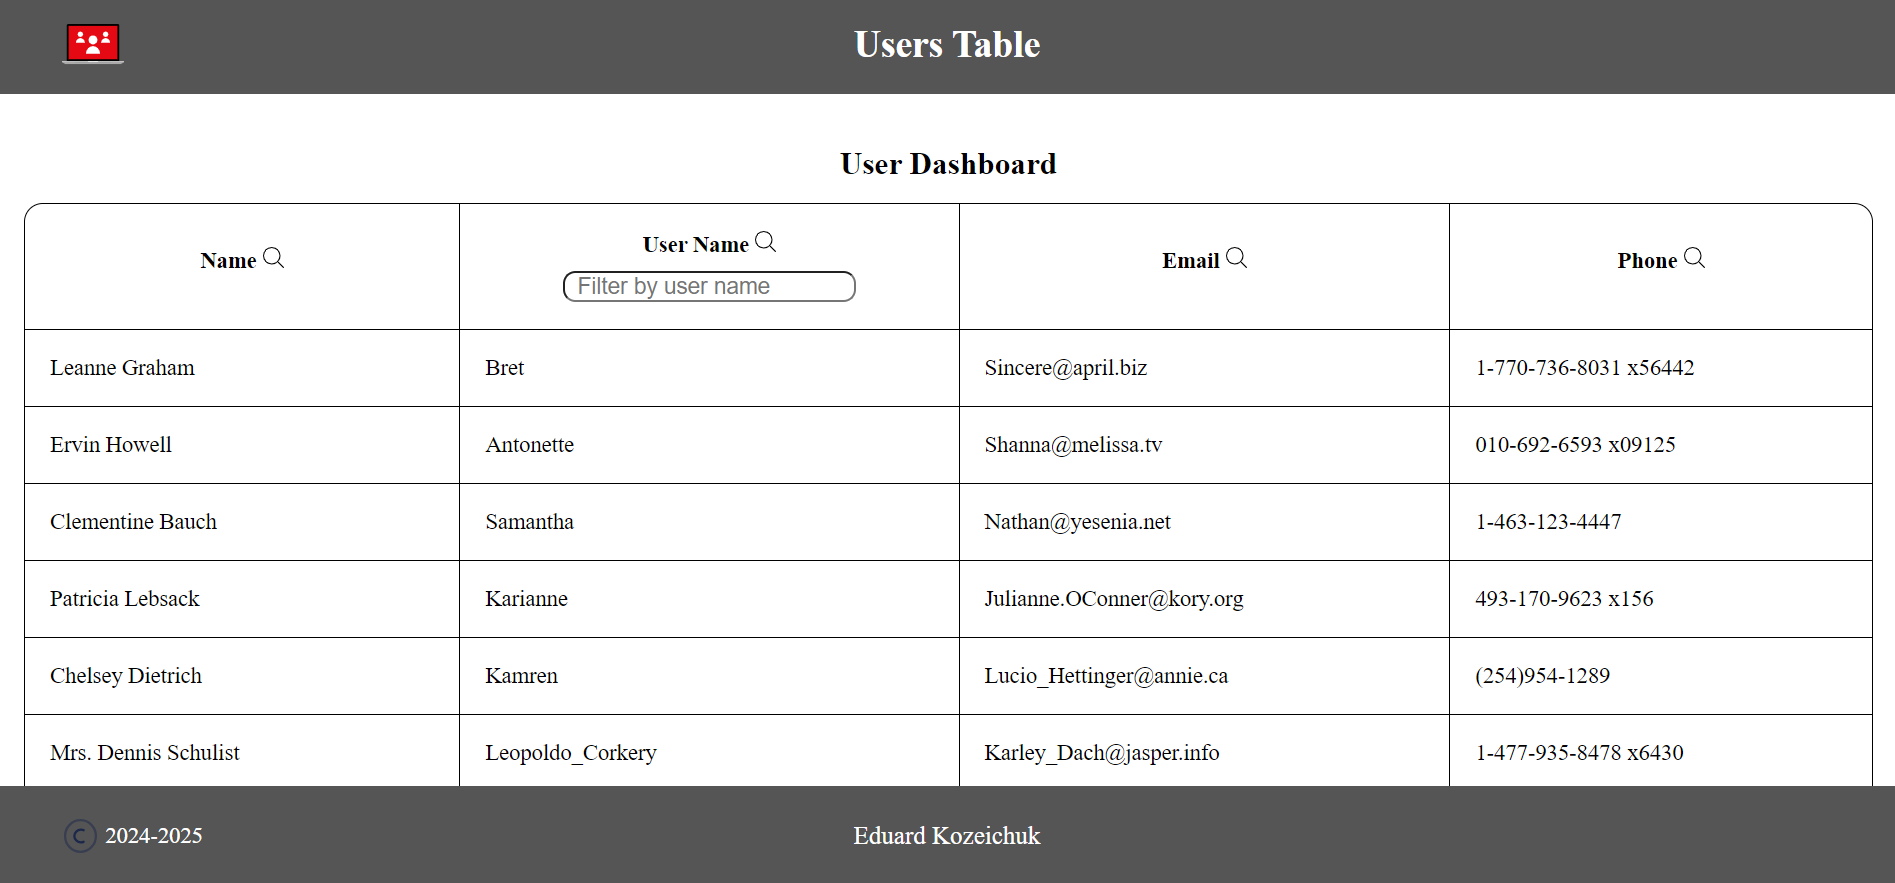 Users Table
User Dashboard
Name User Name Email Phone
Filter by user name
Leanne Graham Bret Sincere@april.biz 1-770-736-8031 x56442
Ervin Howell Antonette Shanna@melissa.tv 010-692-6593 x09125
Clementine Bauch Samantha Nathan@yesenia.net 1-463-123-4447
Patricia Lebsack Karianne Julianne.OConner@kory.org 493-170-9623 x156
Chelsey Dietrich Kamren Lucio_Hettinger@annie.ca (254)954-1289
Mrs. Dennis Schulist Leopoldo_Corkery Karley_Dach@jasper.info 1-477-935-8478 x6430
© 2024-2025 Eduard Kozeichuk